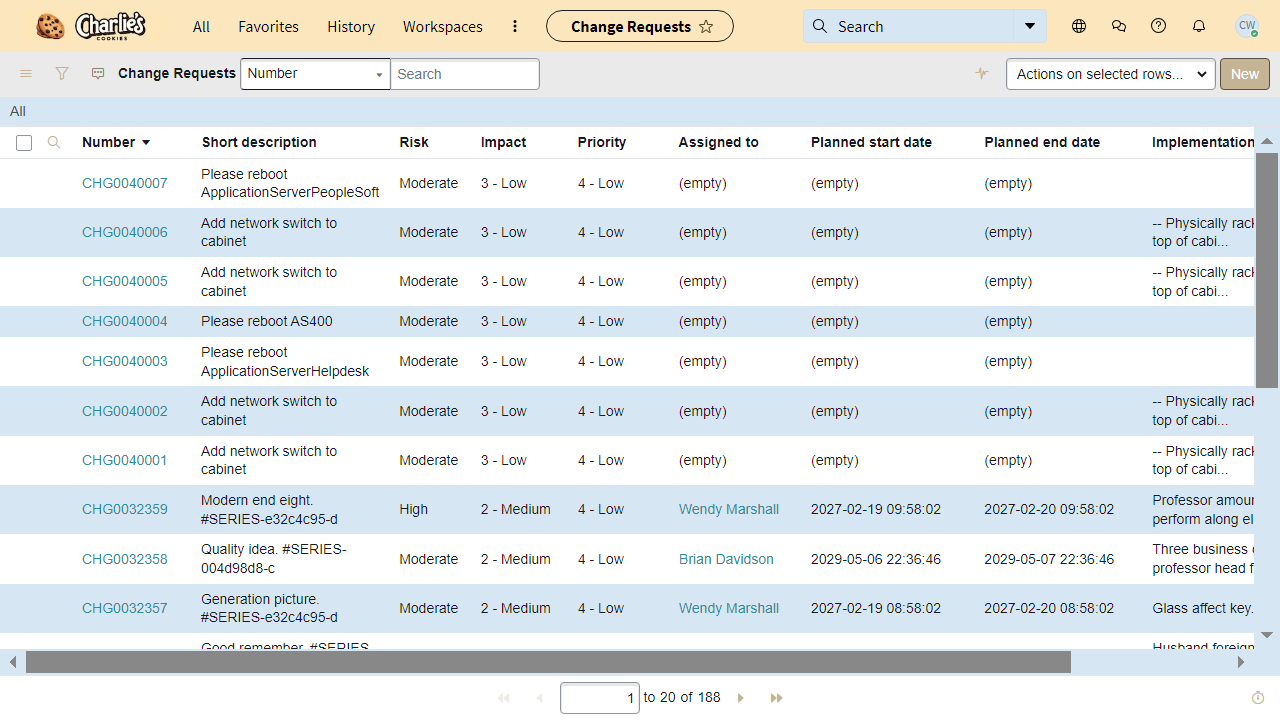 Charlie's COOKIES All Favorites History Workspaces Change Requests Search CW
Change Requests Number Search Actions on selected rows... New
All
Number Short description Risk Impact Priority Assigned to Planned start date Planned end date Implementation
CHG0040007 Please reboot ApplicationServerPeopleSoft Moderate 3 - Low 4 - Low (empty) (empty) (empty)
CHG0040006 Add network switch to cabinet Moderate 3 - Low 4 - Low (empty) (empty) (empty) -- Physically rack top of cabi...
CHG0040005 Add network switch to cabinet Moderate 3 - Low 4 - Low (empty) (empty) (empty) -- Physically rack top of cabi...
CHG0040004 Please reboot AS400 Moderate 3 - Low 4 - Low (empty) (empty) (empty)
CHG0040003 Please reboot ApplicationServerHelpdesk Moderate 3 - Low 4 - Low (empty) (empty) (empty)
CHG0040002 Add network switch to cabinet Moderate 3 - Low 4 - Low (empty) (empty) (empty) -- Physically rack top of cabi...
CHG0040001 Add network switch to cabinet Moderate 3 - Low 4 - Low (empty) (empty) (empty) -- Physically rack top of cabi...
CHG0032359 Modern end eight. #SERIES-e32c4c95-d High 2 - Medium 4 - Low Wendy Marshall 2027-02-19 09:58:02 2027-02-20 09:58:02 Professor amour perform along el
CHG0032358 Quality idea. #SERIES-004d98d8-c Moderate 2 - Medium 4 - Low Brian Davidson 2029-05-06 22:36:46 2029-05-07 22:36:46 Three business professor head f
CHG0032357 Generation picture. #SERIES-e32c4c95-d Moderate 2 - Medium 4 - Low Wendy Marshall 2027-02-19 08:58:02 2027-02-20 08:58:02 Glass affect key.
Good remember. #SERIES Husband foreign
1 to 20 of 188